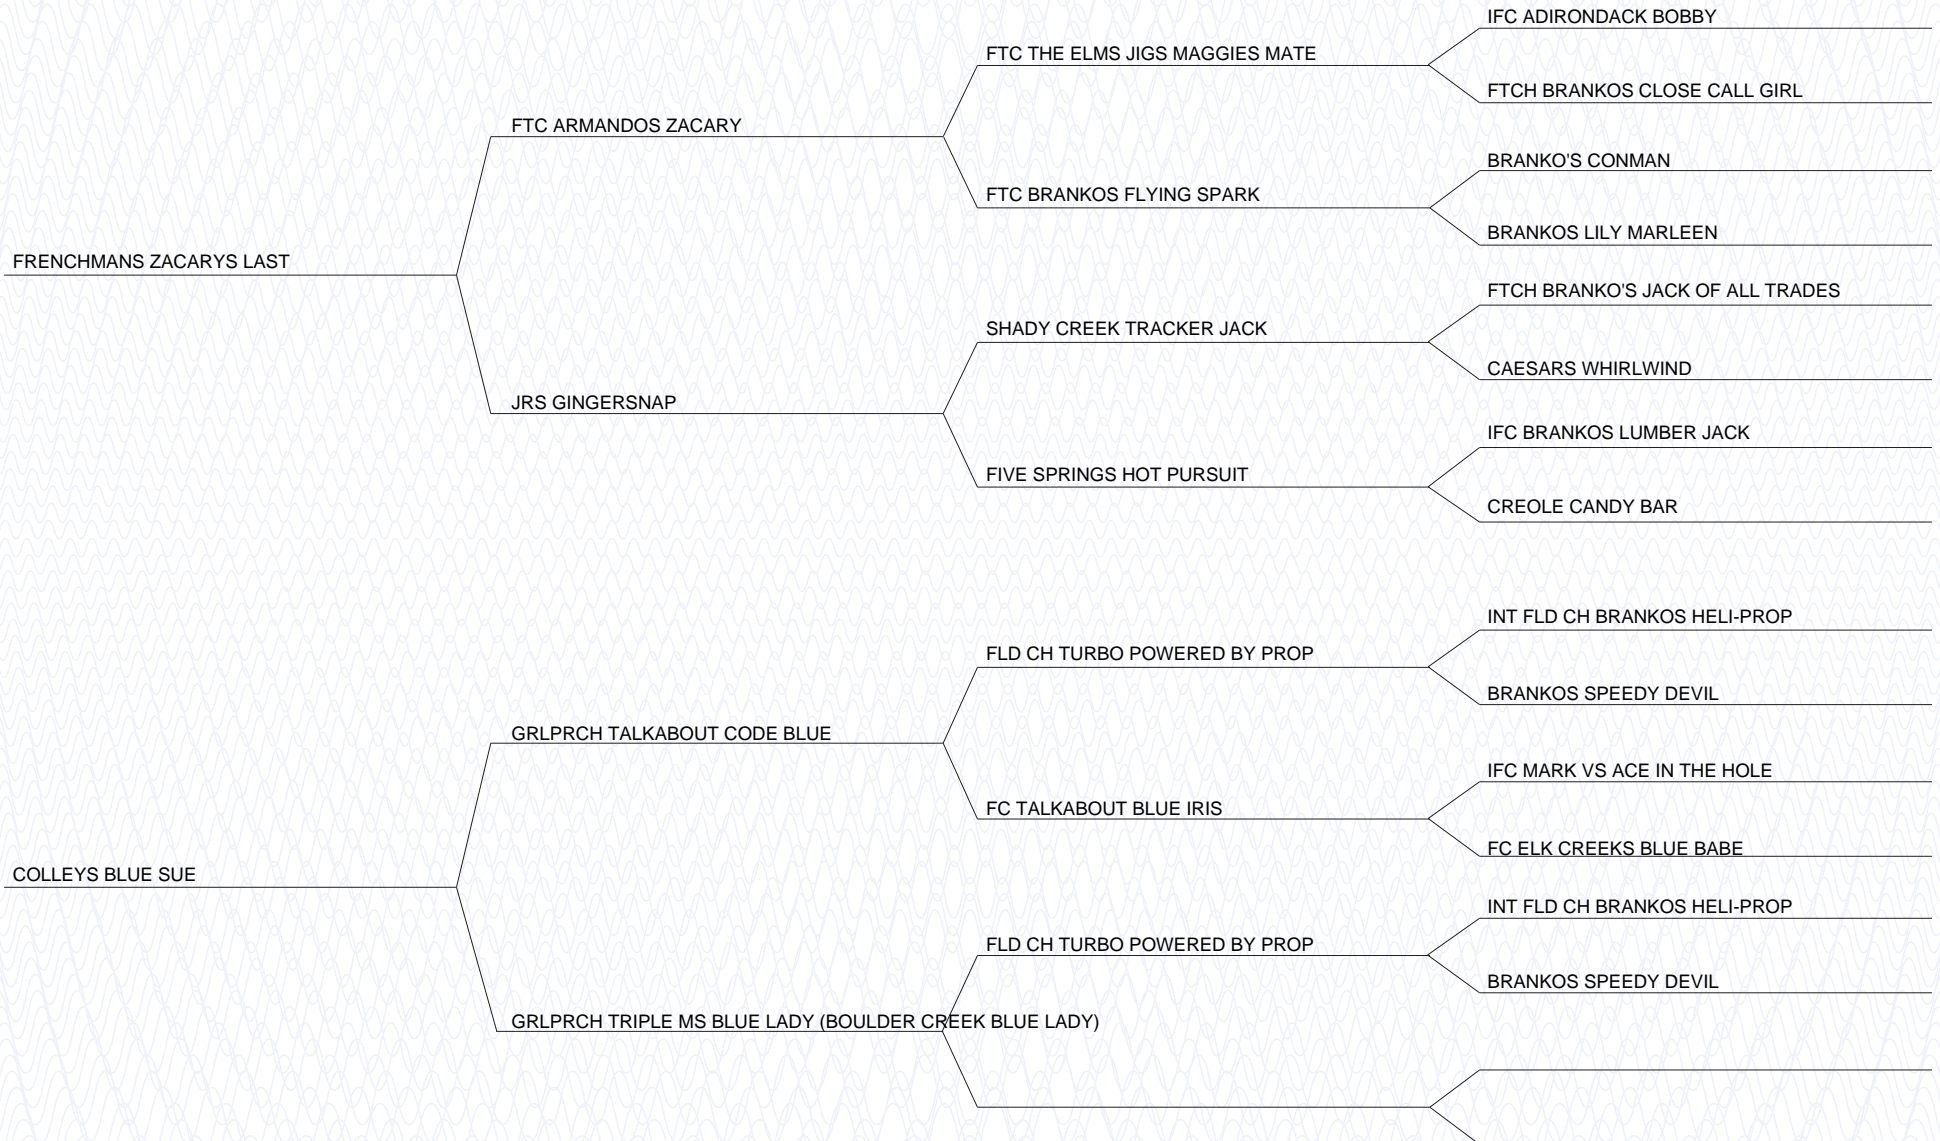 IFC ADIRONDACK BOBBY
FTC THE ELMS JIGS MAGGIES MATE
FTCH BRANKOS CLOSE CALL GIRL
FTC ARMANDOS ZACARY
BRANKO'S CONMAN
FTC BRANKOS FLYING SPARK
BRANKOS LILY MARLEEN
FRENCHMANS ZACARYS LAST
FTCH BRANKO'S JACK OF ALL TRADES
SHADY CREEK TRACKER JACK
CAESARS WHIRLWIND
JRS GINGERSNAP
IFC BRANKOS LUMBER JACK
FIVE SPRINGS HOT PURSUIT
CREOLE CANDY BAR
INT FLD CH BRANKOS HELI-PROP
FLD CH TURBO POWERED BY PROP
BRANKOS SPEEDY DEVIL
GRLPRCH TALKABOUT CODE BLUE
IFC MARK VS ACE IN THE HOLE
FC TALKABOUT BLUE IRIS
FC ELK CREEKS BLUE BABE
COLLEYS BLUE SUE
INT FLD CH BRANKOS HELI-PROP
FLD CH TURBO POWERED BY PROP
BRANKOS SPEEDY DEVIL
GRLPRCH TRIPLE MS BLUE LADY (BOULDER CREEK BLUE LADY)